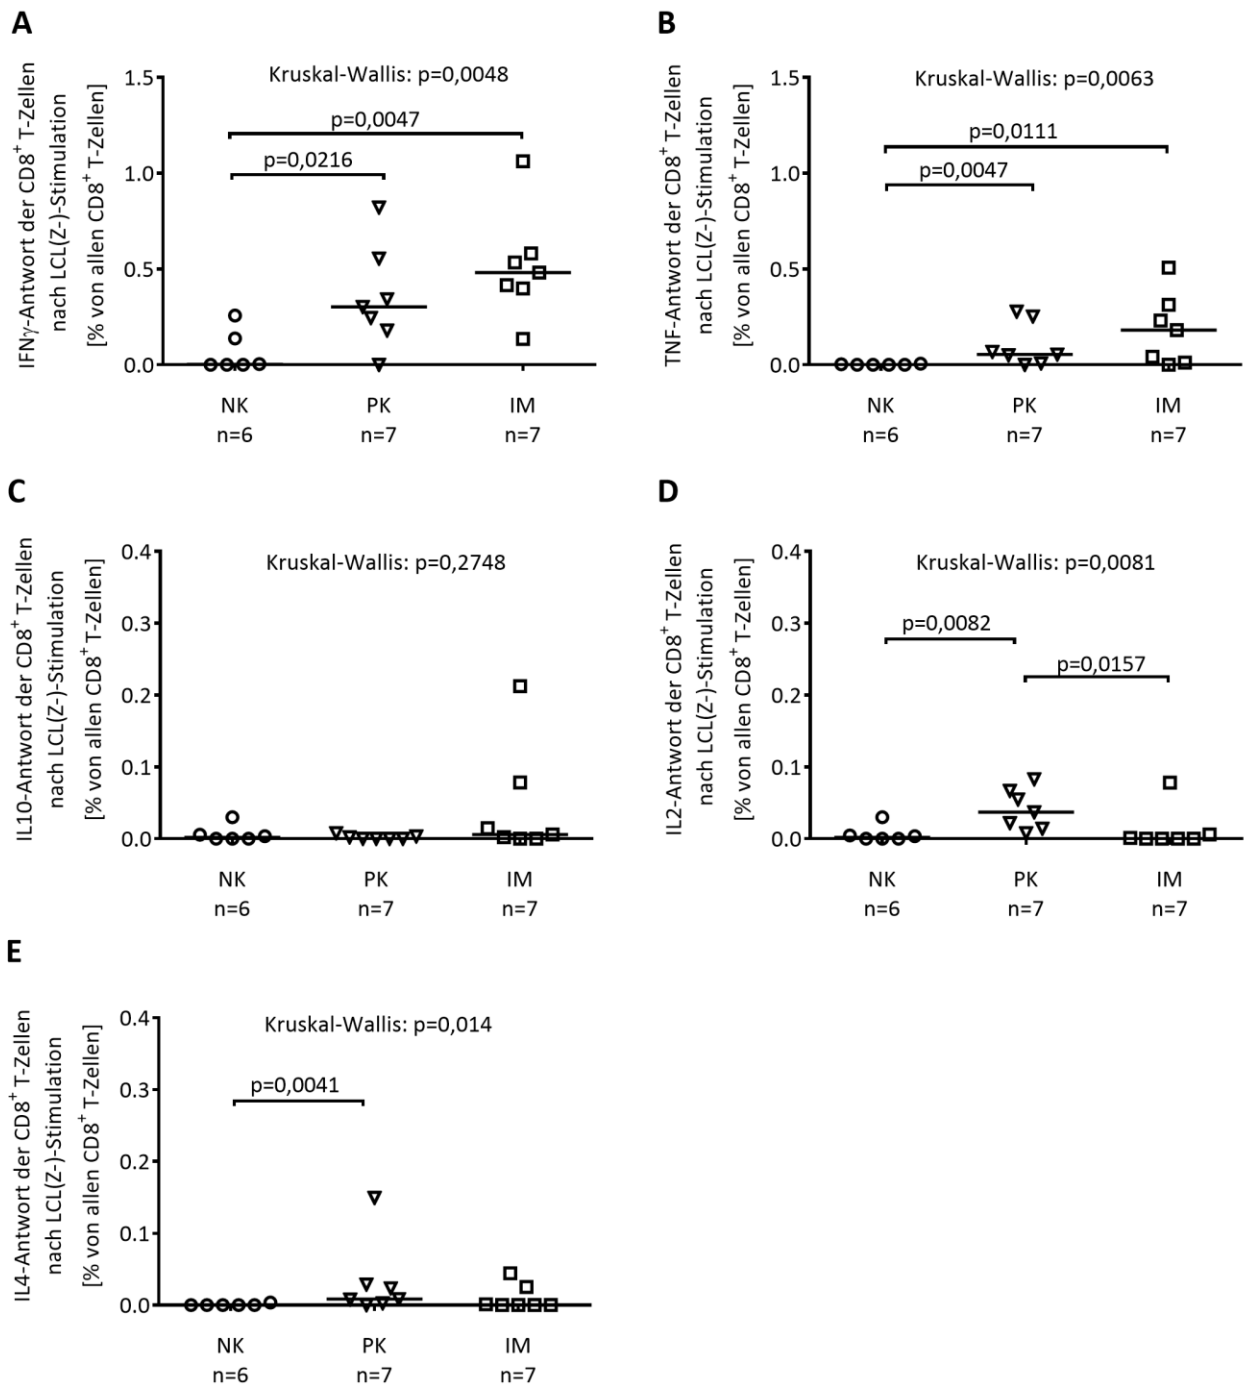 A
IFNγ-Antwort der CD8+ T-Zellen
nach LCL(Z-)-Stimulation
[% von allen CD8+ T-Zellen]
Kruskal-Wallis: p=0,0048
p=0,0047
p=0,0216
1.5
1.0
0.5
0.0
NK
PK
IM
n=6
n=7
n=7
B
TNF-Antwort der CD8+ T-Zellen
nach LCL(Z-)-Stimulation
[% von allen CD8+ T-Zellen]
Kruskal-Wallis: p=0,0063
p=0,0111
p=0,0047
1.5
1.0
0.5
0.0
NK
PK
IM
n=6
n=7
n=7
C
IL10-Antwort der CD8+ T-Zellen
nach LCL(Z-)-Stimulation
[% von allen CD8+ T-Zellen]
Kruskal-Wallis: p=0,2748
0.4
0.3
0.2
0.1
0.0
NK
PK
IM
n=6
n=7
n=7
D
IL2-Antwort der CD8+ T-Zellen
nach LCL(Z-)-Stimulation
[% von allen CD8+ T-Zellen]
Kruskal-Wallis: p=0,0081
p=0,0082
p=0,0157
0.4
0.3
0.2
0.1
0.0
NK
PK
IM
n=6
n=7
n=7
E
IL4-Antwort der CD8+ T-Zellen
nach LCL(Z-)-Stimulation
[% von allen CD8+ T-Zellen]
Kruskal-Wallis: p=0,014
p=0,0041
0.4
0.3
0.2
0.1
0.0
NK
PK
IM
n=6
n=7
n=7